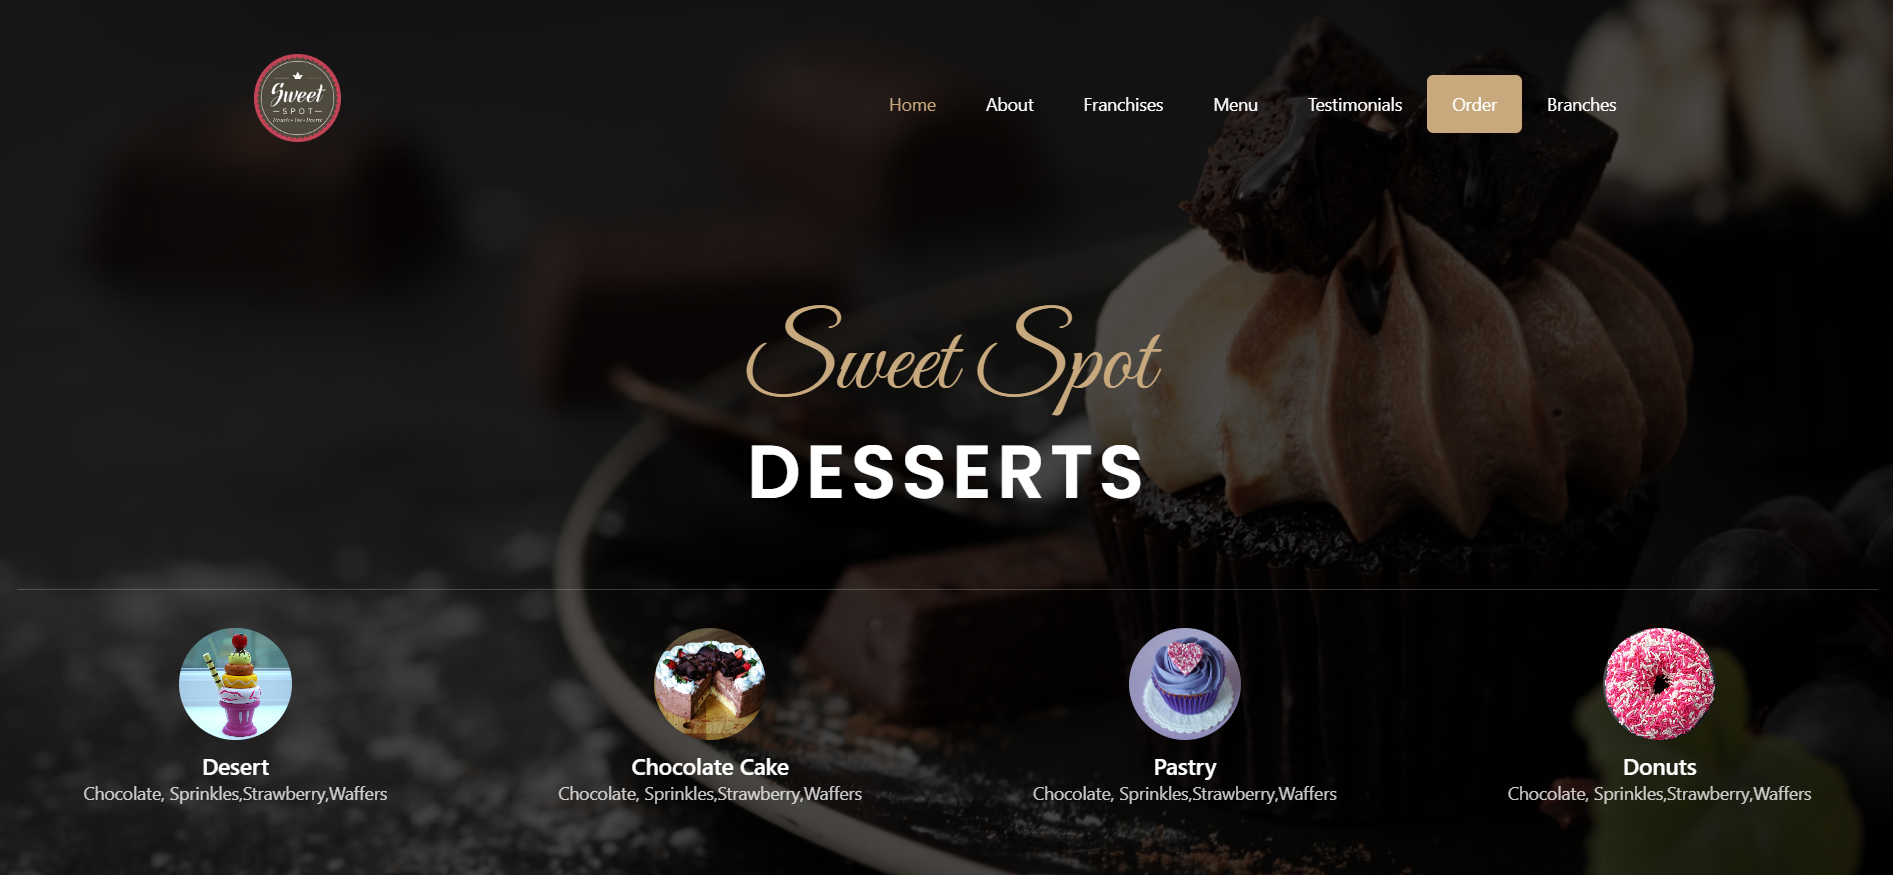 Sweet
SPOT
Home About Franchises Menu Testimonials Order Branches
Sweet Spot
DESSERTS
Desert Chocolate Cake Pastry Donuts
Chocolate, Sprinkles,Strawberry,Waffers Chocolate, Sprinkles,Strawberry,Waffers Chocolate, Sprinkles,Strawberry,Waffers Chocolate, Sprinkles,Strawberry,Waffers